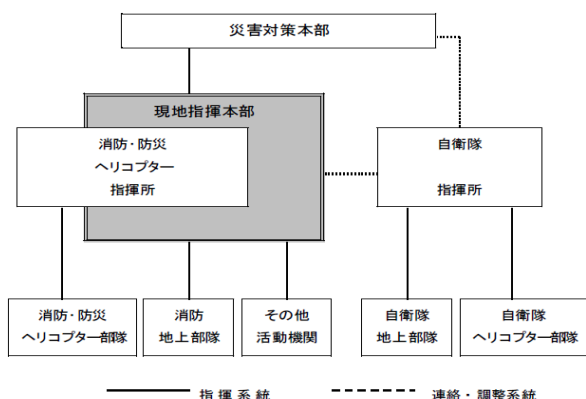 災害対策本部
現地指揮本部
消防・防災
ヘリコプター
指揮所
自衛隊
指揮所
消防・防災
ヘリコプター部隊
消防
地上部隊
その他
活動機関
自衛隊
地上部隊
自衛隊
ヘリコプター部隊
指揮系統
連絡・調整系統